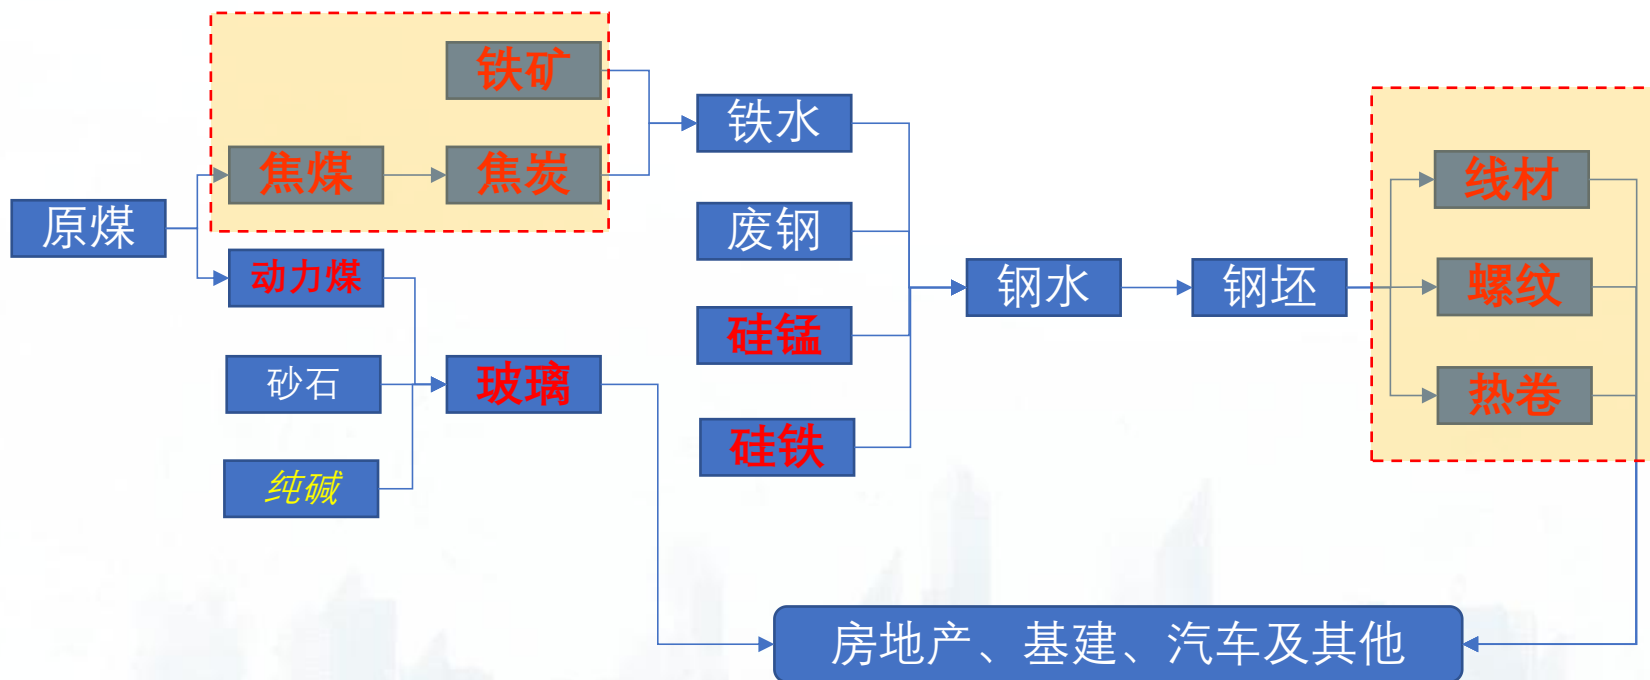 铁矿
焦煤
焦炭
铁水
原煤
动力煤
废钢
砂石
玻璃
硅锰
纯碱
硅铁
钢水
钢坯
线材
螺纹
热卷
房地产、基建、汽车及其他